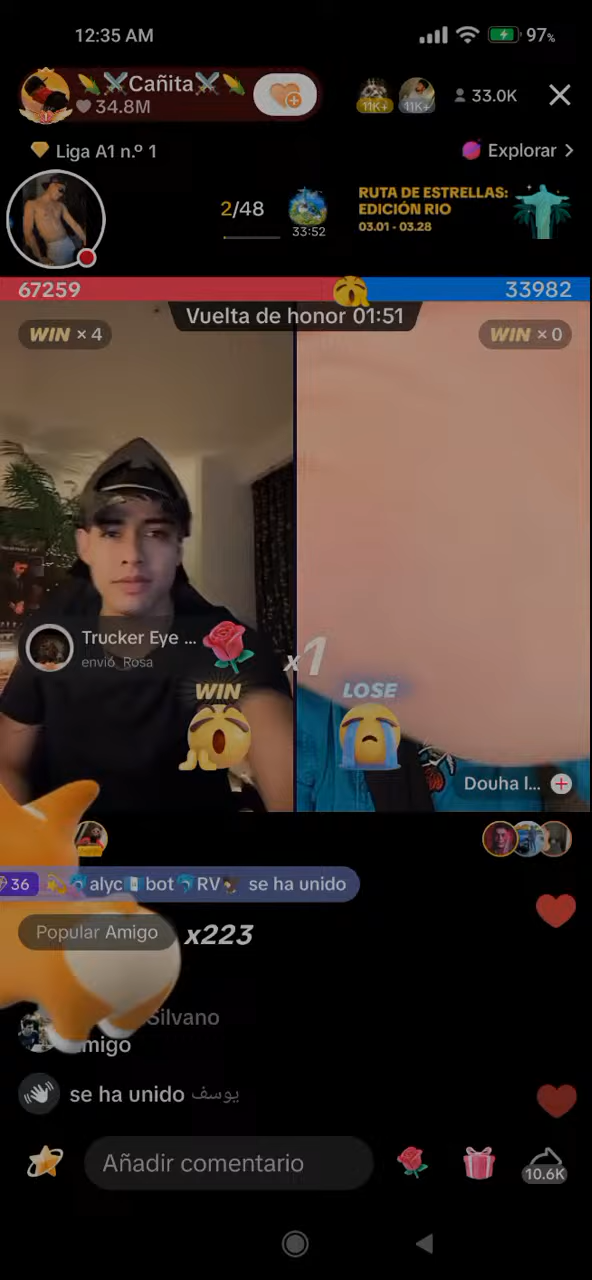 12:35 AM
97%
🌽⚔️Cañita⚔️🌽
34.8M
11K+
11K+
33.0K
Liga A1 n.º 1
Explorar
2/48
33:52
RUTA DE ESTRELLAS:
EDICIÓN RIO
03.01 - 03.28
67259
33982
Vuelta de honor 01:51
WIN × 4
WIN × 0
Trucker Eye ...
envió Rosa
x1
WIN
LOSE
Douha l...
36
alyc🇬🇹bot🐬RV🦅 se ha unido
Popular Amigo
x223
Silvano
migo
se ha unido يوسف
Añadir comentario
10.6K